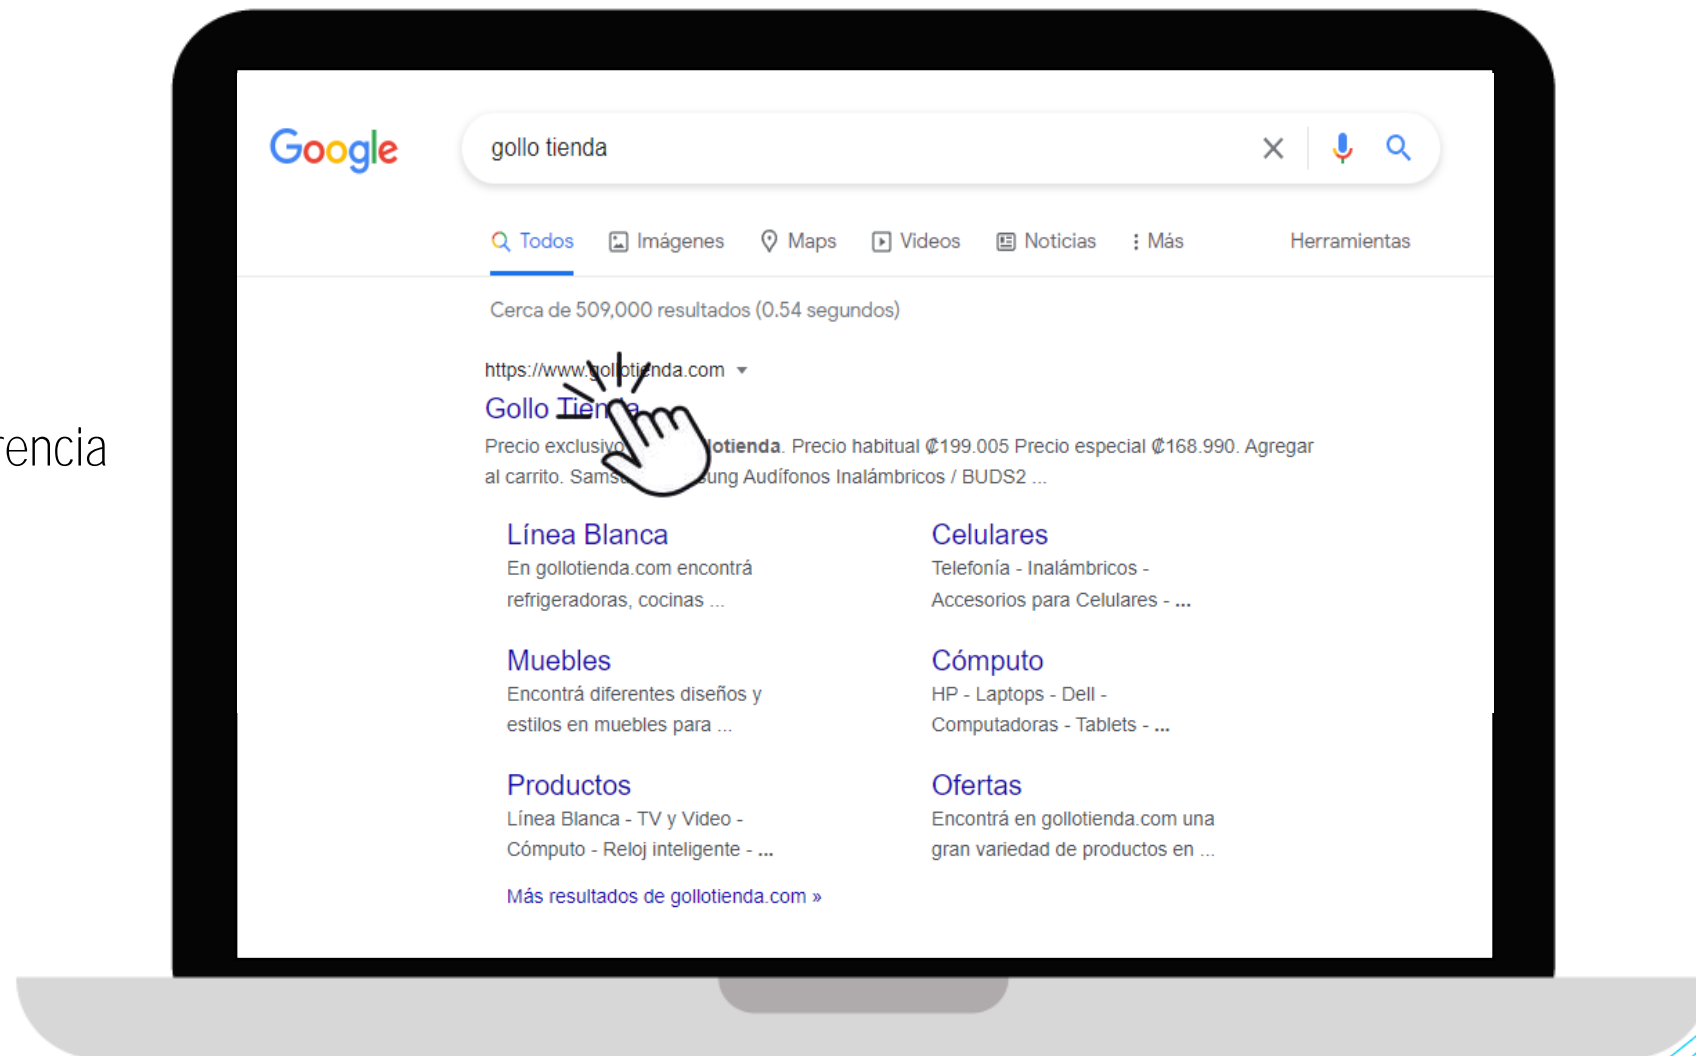 Google
gollo tienda
Todos Imágenes Maps Videos Noticias Más Herramientas
Cerca de 509,000 resultados (0.54 segundos)
https://www.gollotienda.com
Gollo Tienda
rencia
Precio exclusivo lotienda. Precio habitual ₡199.005 Precio especial ₡168.990. Agregar
al carrito. Sams sung Audífonos Inalámbricos / BUDS2 ...
Línea Blanca
En gollotienda.com encontrá
refrigeradoras, cocinas ...
Celulares
Telefonía - Inalámbricos -
Accesorios para Celulares - ...
Muebles
Encontrá diferentes diseños y
estilos en muebles para ...
Cómputo
HP - Laptops - Dell -
Computadoras - Tablets - ...
Productos
Línea Blanca - TV y Video -
Cómputo - Reloj inteligente - ...
Ofertas
Encontrá en gollotienda.com una
gran variedad de productos en ...
Más resultados de gollotienda.com »